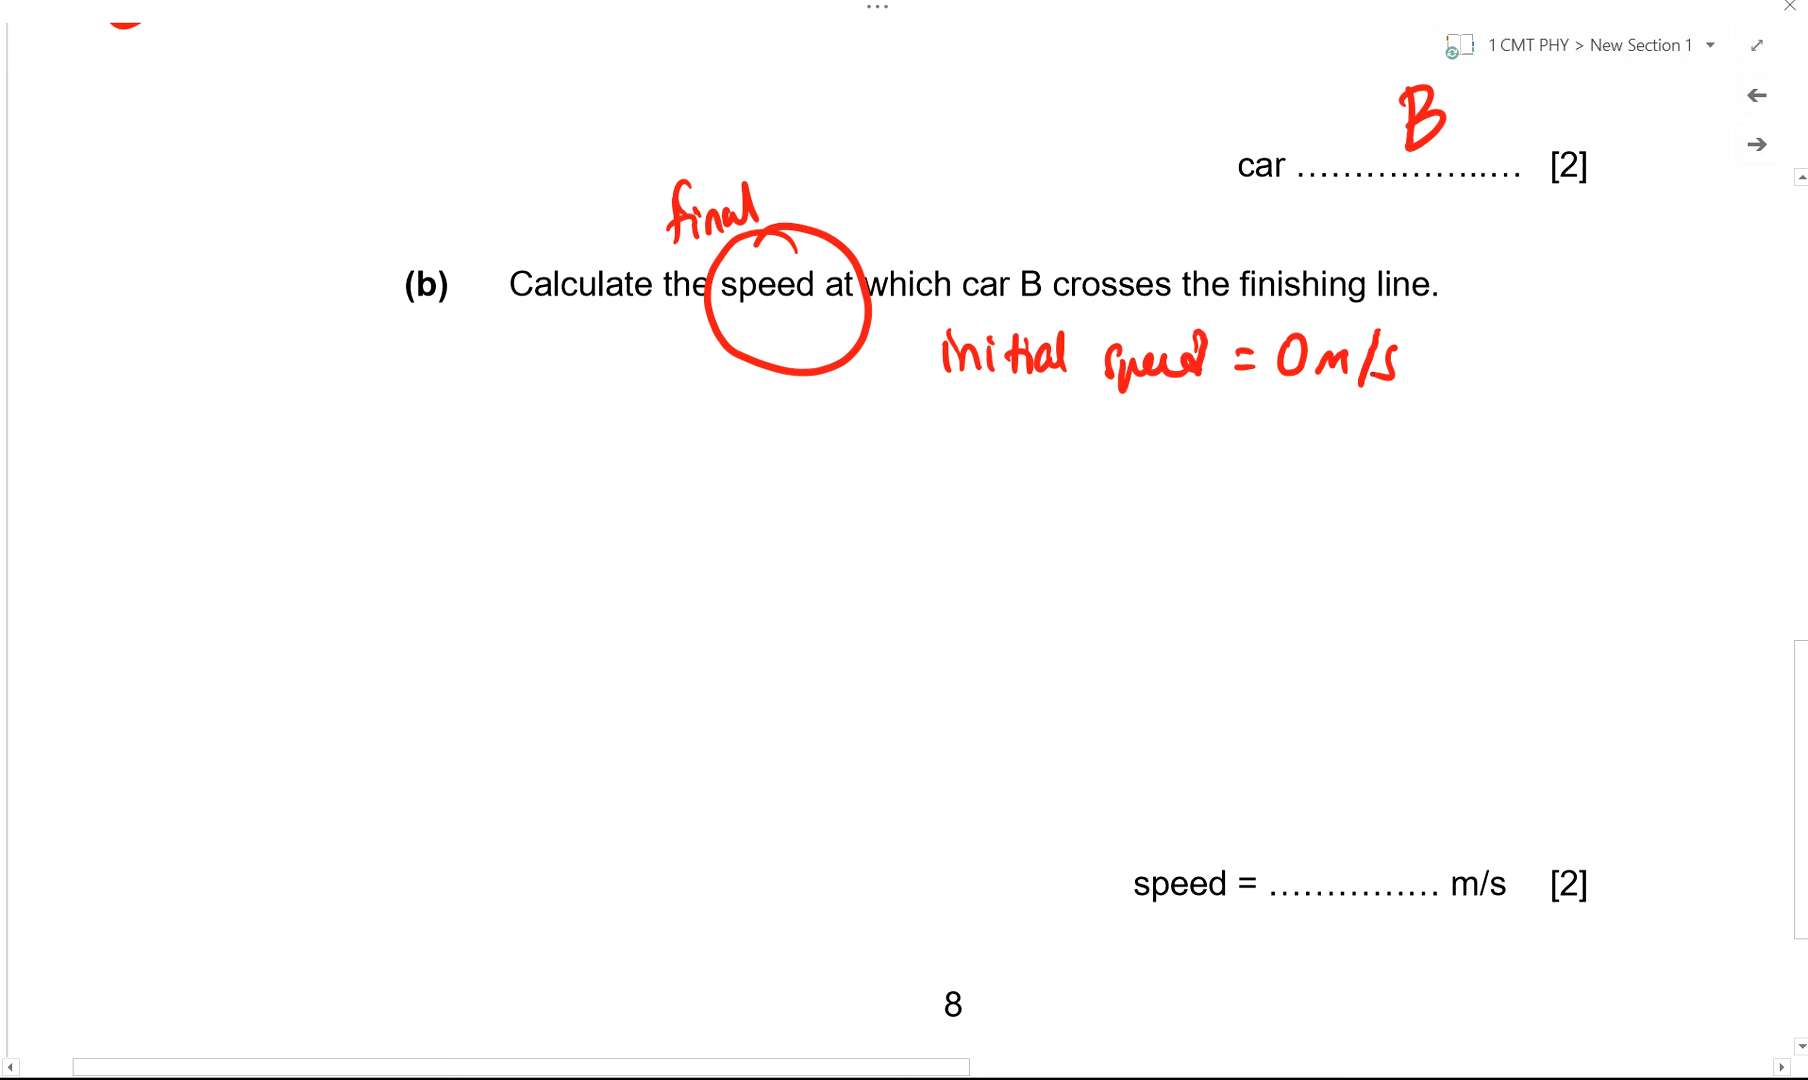 1 CMT PHY > New Section 1
B
car ...................... [2]
final
(b) Calculate the speed at which car B crosses the finishing line.
initial speed = 0 m/s
speed = ............... m/s [2]
8